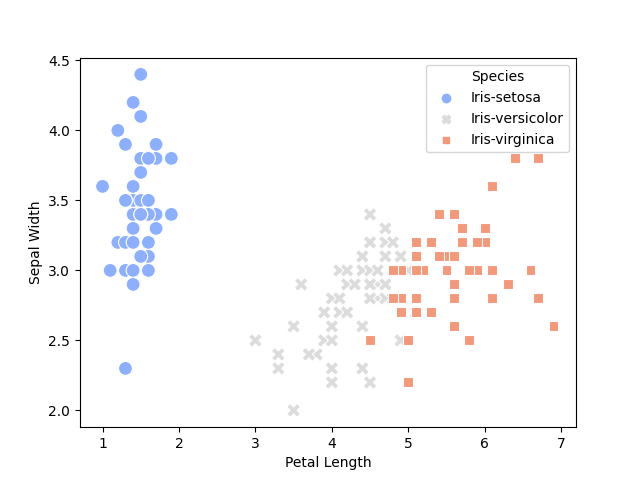 Species
Iris-setosa
Iris-versicolor
Iris-virginica
4.5
4.0
3.5
3.0
2.5
2.0
Sepal Width
1
2
3
4
5
6
7
Petal Length